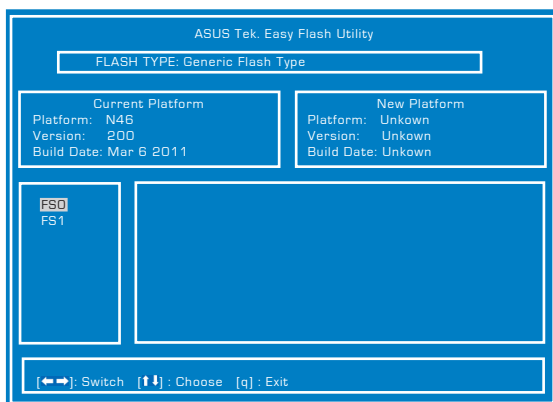 ASUS Tek. Easy Flash Utility
FLASH TYPE: Generic Flash Type
Current Platform
Platform: N46
Version: 200
Build Date: Mar 6 2011
New Platform
Platform: Unkown
Version: Unkown
Build Date: Unkown
FS0
FS1
[←→]: Switch [↑↓] : Choose [q] : Exit